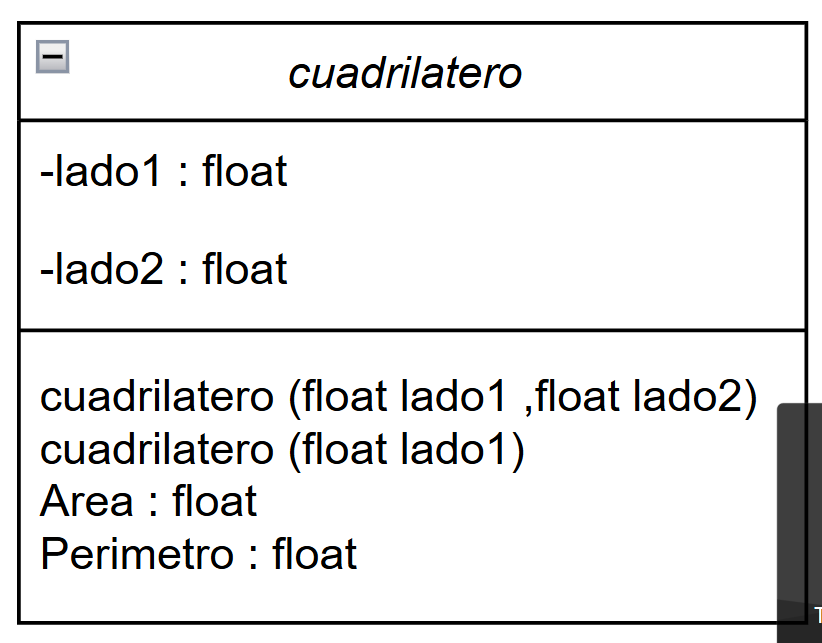 cuadrilatero
-lado1 : float
-lado2 : float
cuadrilatero (float lado1 ,float lado2)
cuadrilatero (float lado1)
Area : float
Perimetro : float